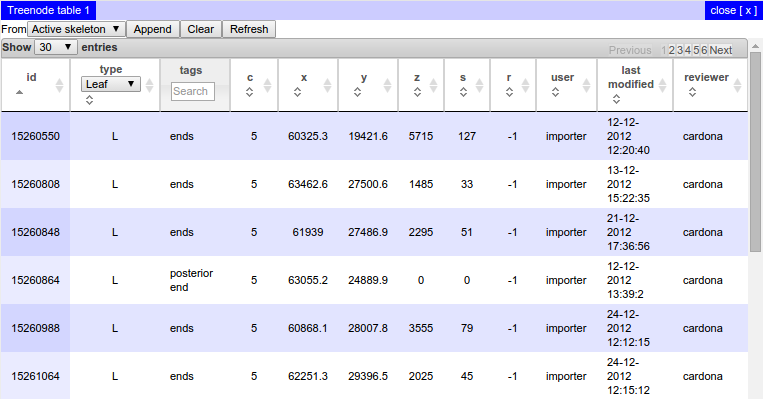 Treenode table 1 close [ x ]
From Active skeleton Append Clear Refresh
Show 30 entries Previous 1 2 3 4 5 6 Next
id type Leaf tags Search c x y z s r user last modified reviewer
15260550 L ends 5 60325.3 19421.6 5715 127 -1 importer 12-12-2012 12:20:40 cardona
15260808 L ends 5 63462.6 27500.6 1485 33 -1 importer 13-12-2012 15:22:35 cardona
15260848 L ends 5 61939 27486.9 2295 51 -1 importer 21-12-2012 17:36:56 cardona
15260864 L posterior end 5 63055.2 24889.9 0 0 -1 importer 12-12-2012 13:39:2 cardona
15260988 L ends 5 60868.1 28007.8 3555 79 -1 importer 24-12-2012 12:12:15 cardona
15261064 L ends 5 62251.3 29396.5 2025 45 -1 importer 24-12-2012 12:15:12 cardona